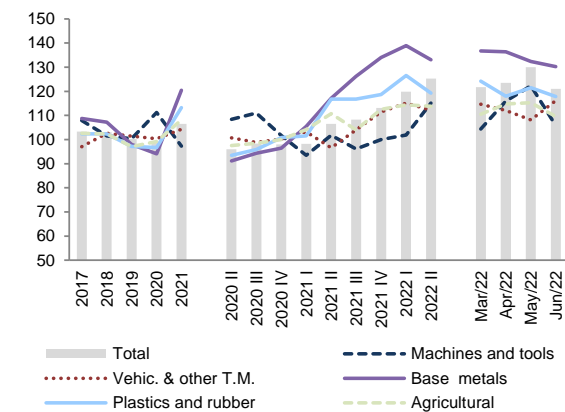 150
140
130
120
110
100
90
80
70
60
50
2017
2018
2019
2020
2021
2020 II
2020 III
2020 IV
2021 I
2021 II
2021 III
2021 IV
2022 I
2022 II
Mar/22
Apr/22
May/22
Jun/22
Total
Machines and tools
Vehic. & other T.M.
Base metals
Plastics and rubber
Agricultural